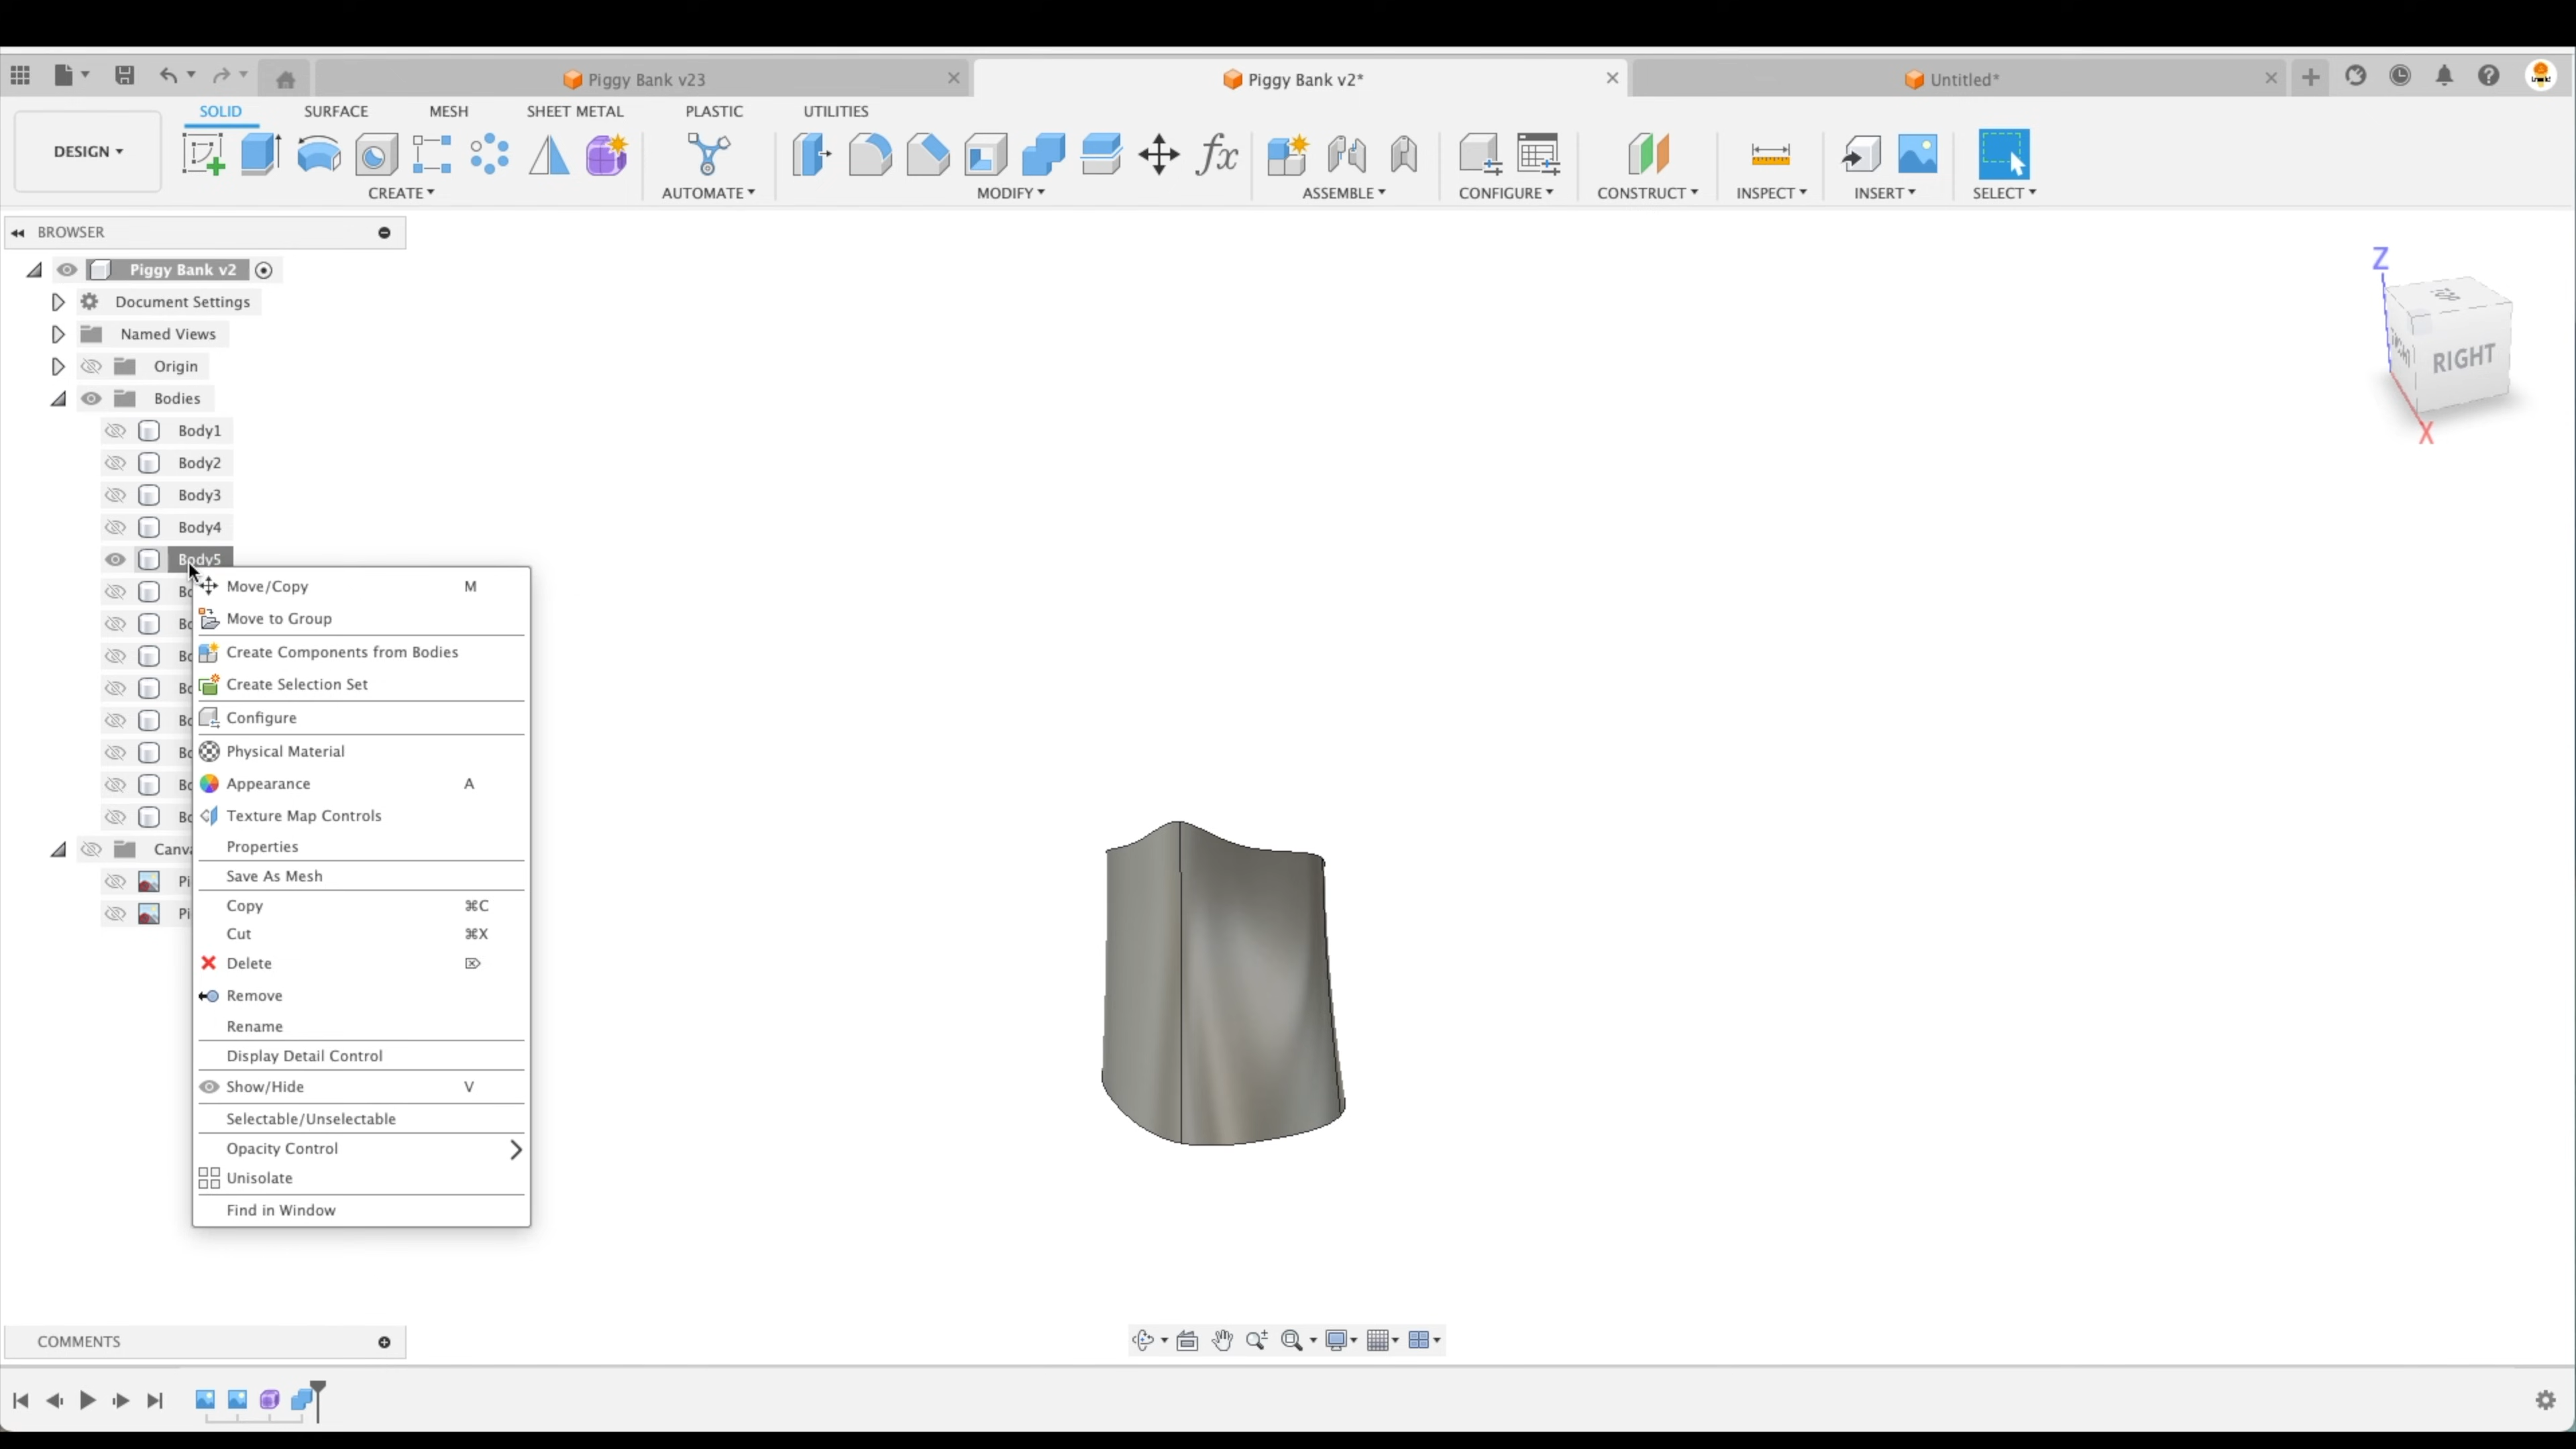 Piggy Bank v23
Piggy Bank v2*
Untitled*
DESIGN
SOLID
SURFACE
MESH
SHEET METAL
PLASTIC
UTILITIES
CREATE
AUTOMATE
MODIFY
ASSEMBLE
CONFIGURE
CONSTRUCT
INSPECT
INSERT
SELECT
fx
BROWSER
Piggy Bank v2
Document Settings
Named Views
Origin
Bodies
Body1
Body2
Body3
Body4
Body5
Move/Copy M
Move to Group
Create Components from Bodies
Create Selection Set
Configure
Physical Material
Appearance A
Texture Map Controls
Properties
Save As Mesh
Copy ⌘C
Cut ⌘X
Delete ⌦
Remove
Rename
Display Detail Control
Show/Hide V
Selectable/Unselectable
Opacity Control
Unisolate
Find in Window
Z
TOP
RIGHT
X
COMMENTS